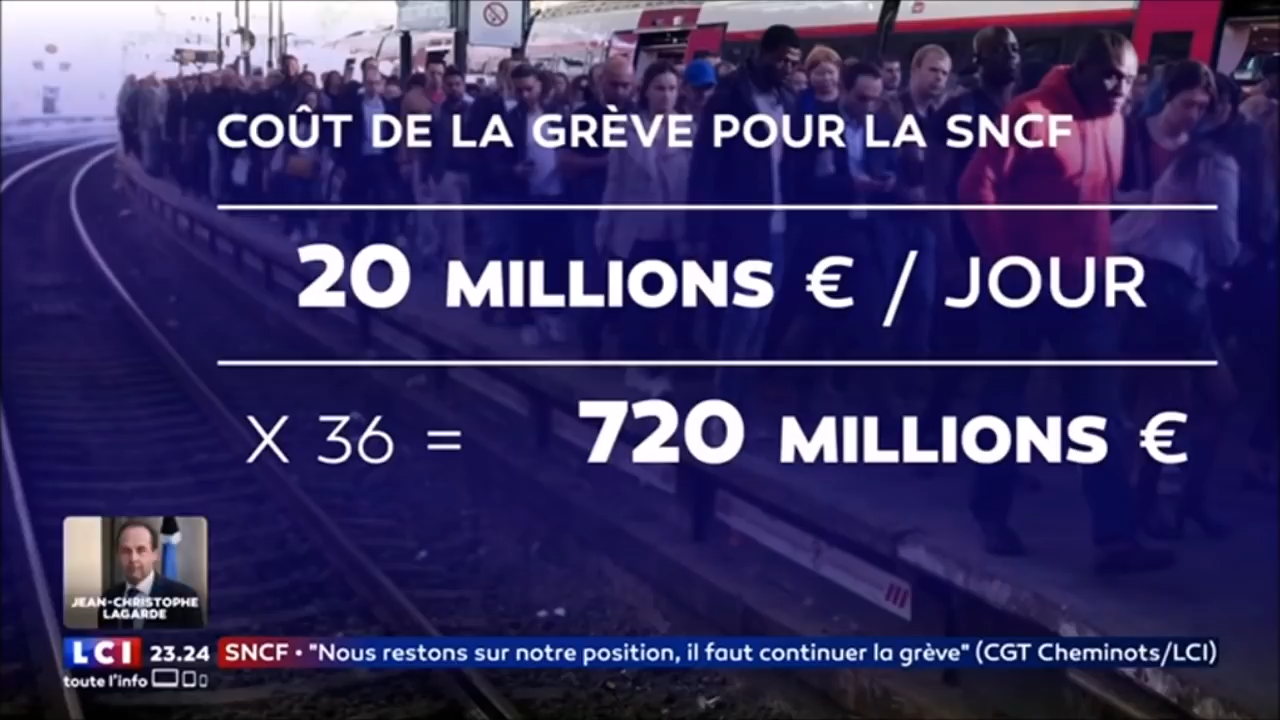 COÛT DE LA GRÈVE POUR LA SNCF
20 MILLIONS € / JOUR
X 36 = 720 MILLIONS €
JEAN-CHRISTOPHE
LAGARDE
LCI 23.24 SNCF • "Nous restons sur notre position, il faut continuer la grève" (CGT Cheminots/LCI)
toute l'info